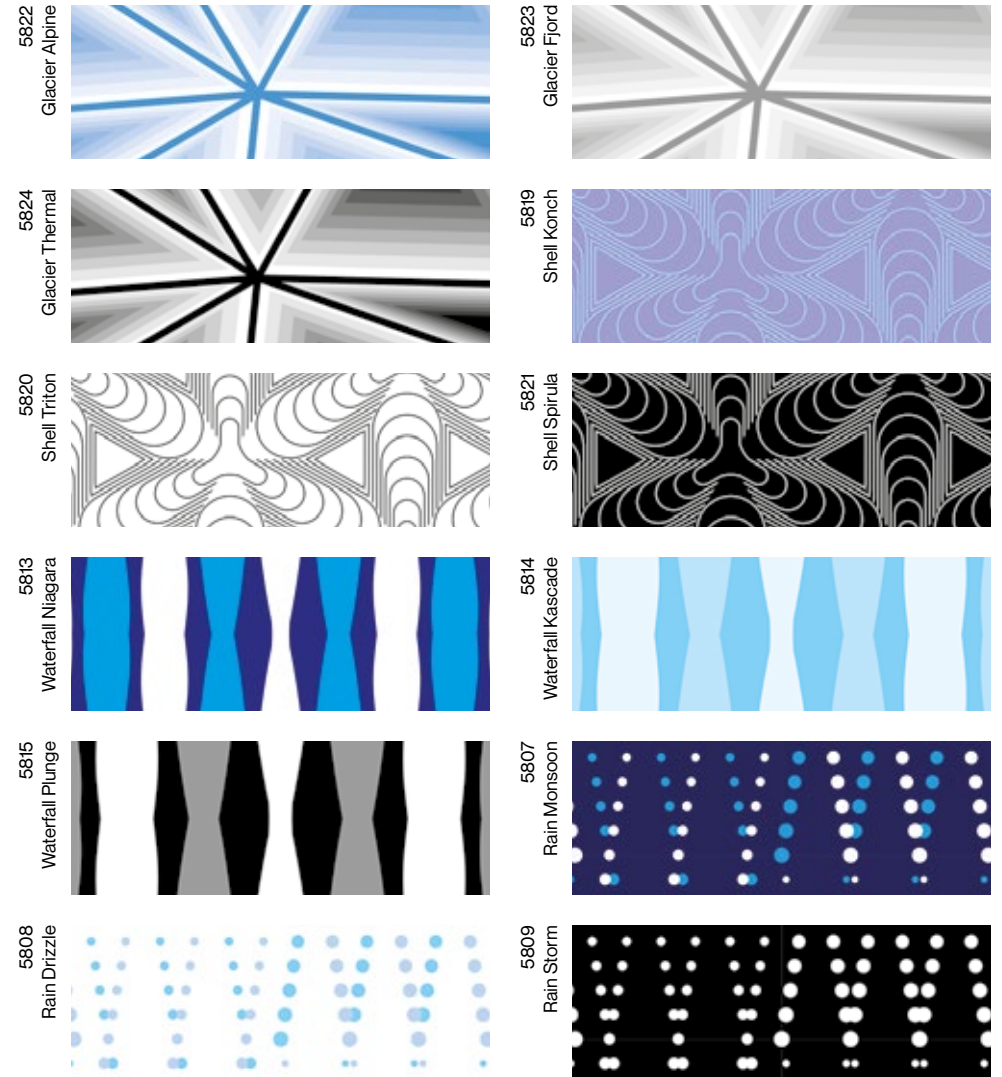 5822
Glacier Alpine
5823
Glacier Fjord
5824
Glacier Thermal
5819
Shell Konch
5820
Shell Triton
5821
Shell Spirula
5813
Waterfall Niagara
5814
Waterfall Kascade
5815
Waterfall Plunge
5807
Rain Monsoon
5808
Rain Drizzle
5809
Rain Storm